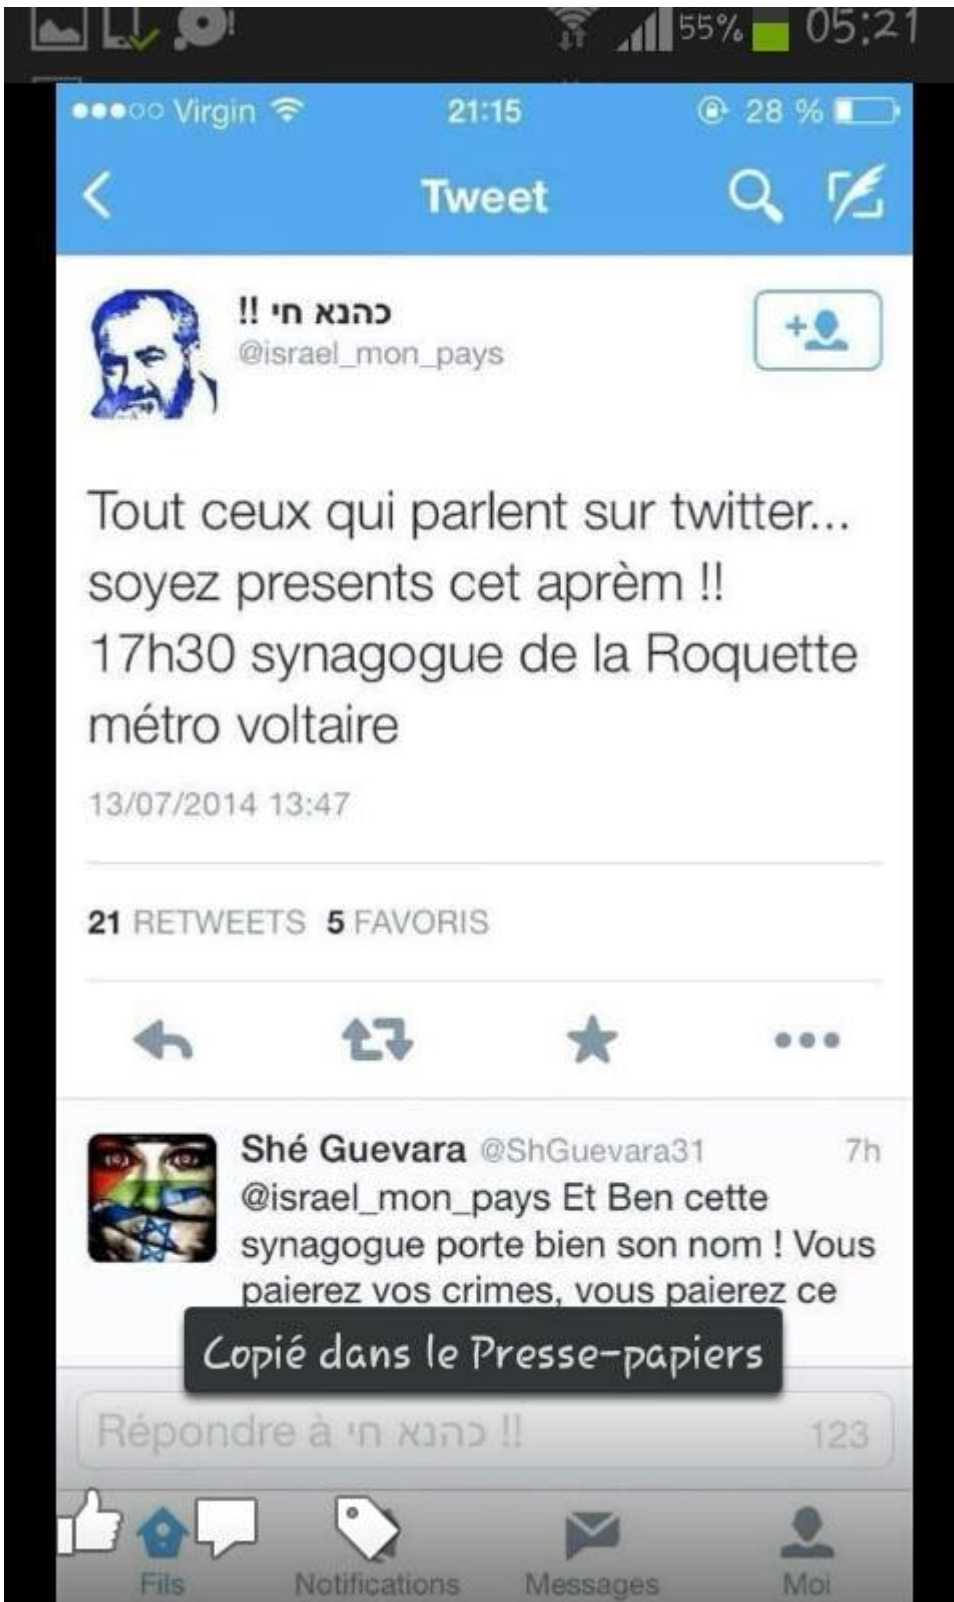 55% 05:21
Virgin 21:15 28 %
Tweet
כהנא חי !!
@israel_mon_pays
Tout ceux qui parlent sur twitter...
soyez presents cet aprèm !!
17h30 synagogue de la Roquette
métro voltaire
13/07/2014 13:47
21 RETWEETS 5 FAVORIS
Shé Guevara @ShGuevara31 7h
@israel_mon_pays Et Ben cette
synagogue porte bien son nom ! Vous
paierez vos crimes, vous paierez ce
Copié dans le Presse-papiers
Répondre à כהנא חי !! 123
Fils Notifications Messages Moi